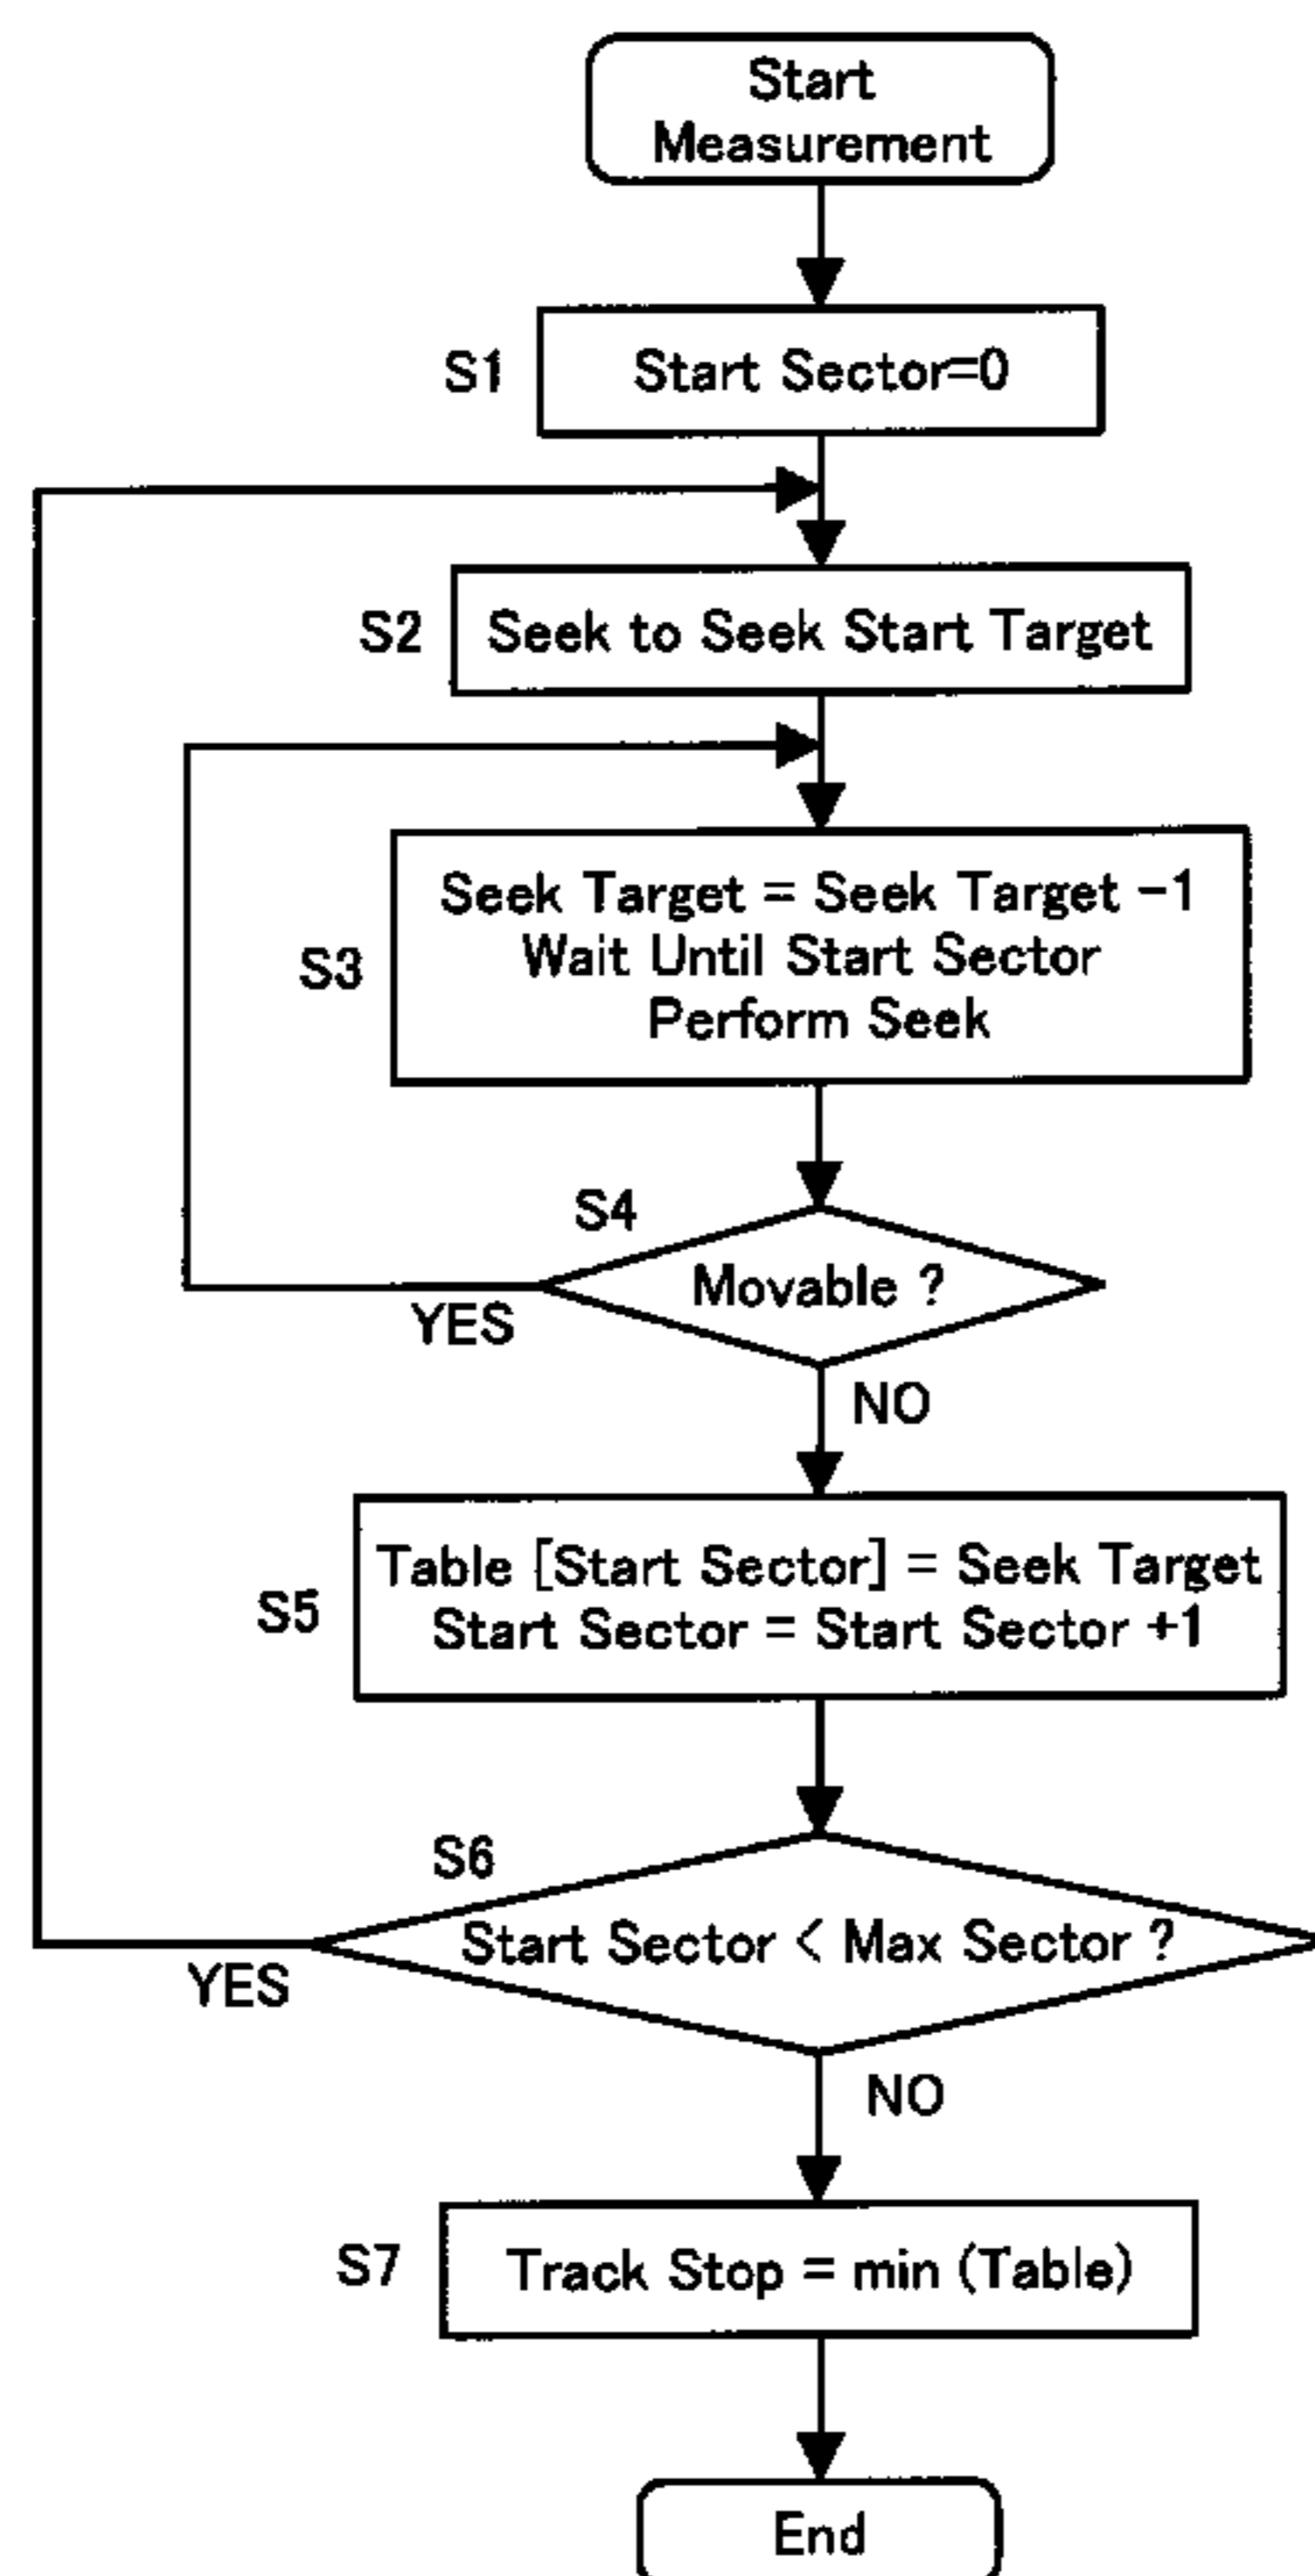 Start
Measurement
S1
Start Sector=0
S2
Seek to Seek Start Target
S3
Seek Target = Seek Target -1
Wait Until Start Sector
Perform Seek
S4
Movable ?
YES
NO
S5
Table [Start Sector] = Seek Target
Start Sector = Start Sector +1
S6
Start Sector < Max Sector ?
YES
NO
S7
Track Stop = min (Table)
End